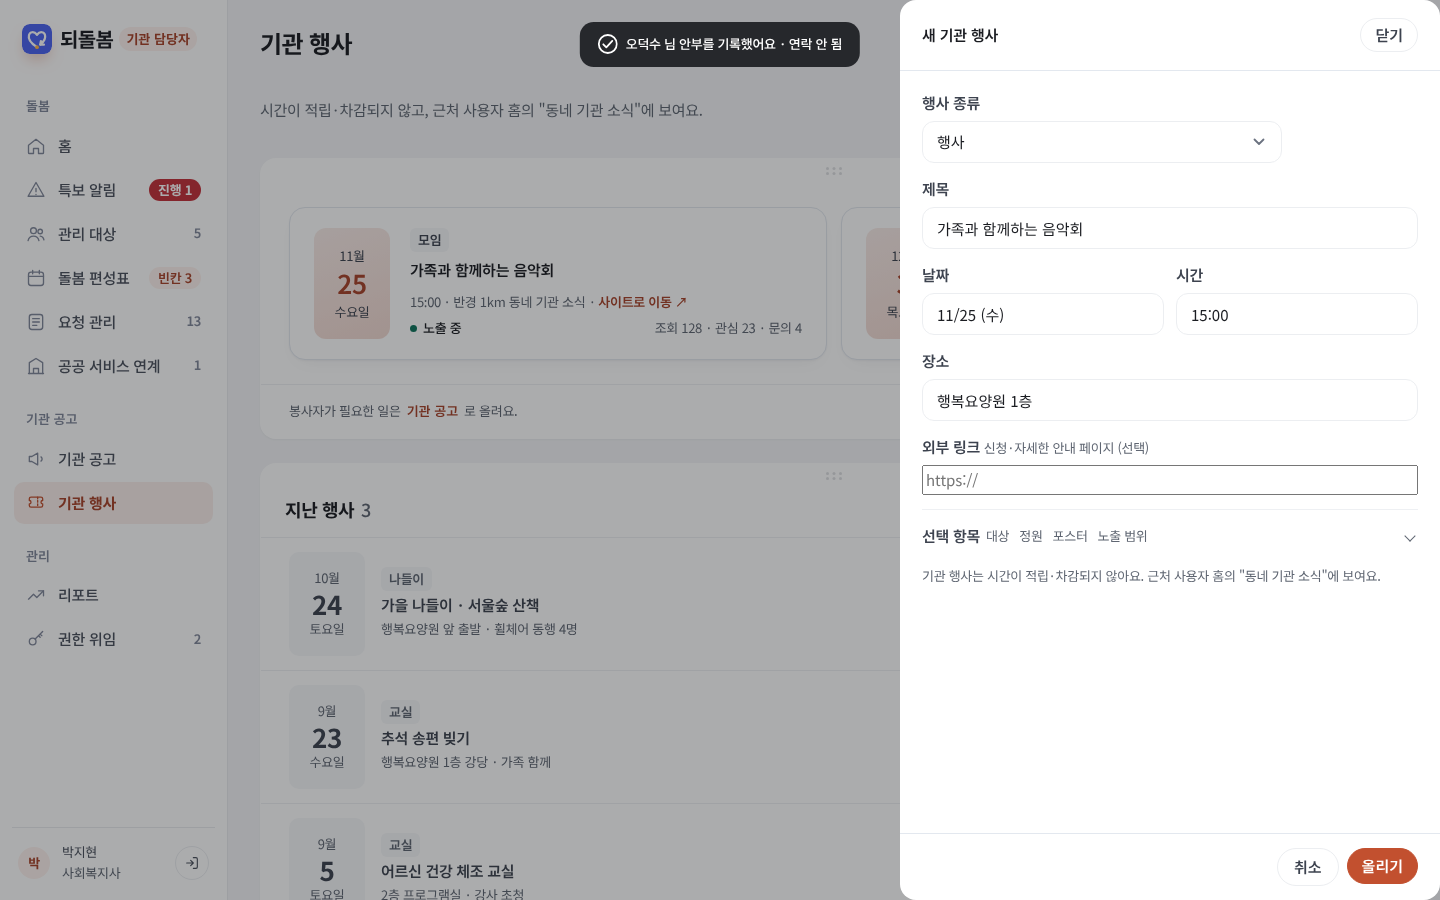 되돌봄 기관 담당자
돌봄
홈
특보 알림 진행 1
관리 대상 5
돌봄 편성표 빈칸 3
요청 관리 13
공공 서비스 연계 1
기관 공고
기관 공고
기관 행사
관리
리포트
권한 위임 2
박 박지현
사회복지사
기관 행사
오덕수 님 안부를 기록했어요 · 연락 안 됨
시간이 적립·차감되지 않고, 근처 사용자 홈의 "동네 기관 소식"에 보여요.
11월
25
수요일
모임
가족과 함께하는 음악회
15:00 · 반경 1km 동네 기관 소식 · 사이트로 이동 ↗
노출 중 조회 128 · 관심 23 · 문의 4
봉사자가 필요한 일은 기관 공고 로 올려요.
지난 행사 3
10월
24
토요일
나들이
가을 나들이 · 서울숲 산책
행복요양원 앞 출발 · 휠체어 동행 4명
9월
23
수요일
교실
추석 송편 빚기
행복요양원 1층 강당 · 가족 함께
9월
5
토요일
교실
어르신 건강 체조 교실
2층 프로그램실 · 강사 초청
새 기관 행사 닫기
행사 종류
행사
제목
가족과 함께하는 음악회
날짜 시간
11/25 (수) 15:00
장소
행복요양원 1층
외부 링크 신청·자세한 안내 페이지 (선택)
https://
선택 항목 대상 정원 포스터 노출 범위
기관 행사는 시간이 적립·차감되지 않아요. 근처 사용자 홈의 "동네 기관 소식"에 보여요.
취소 올리기